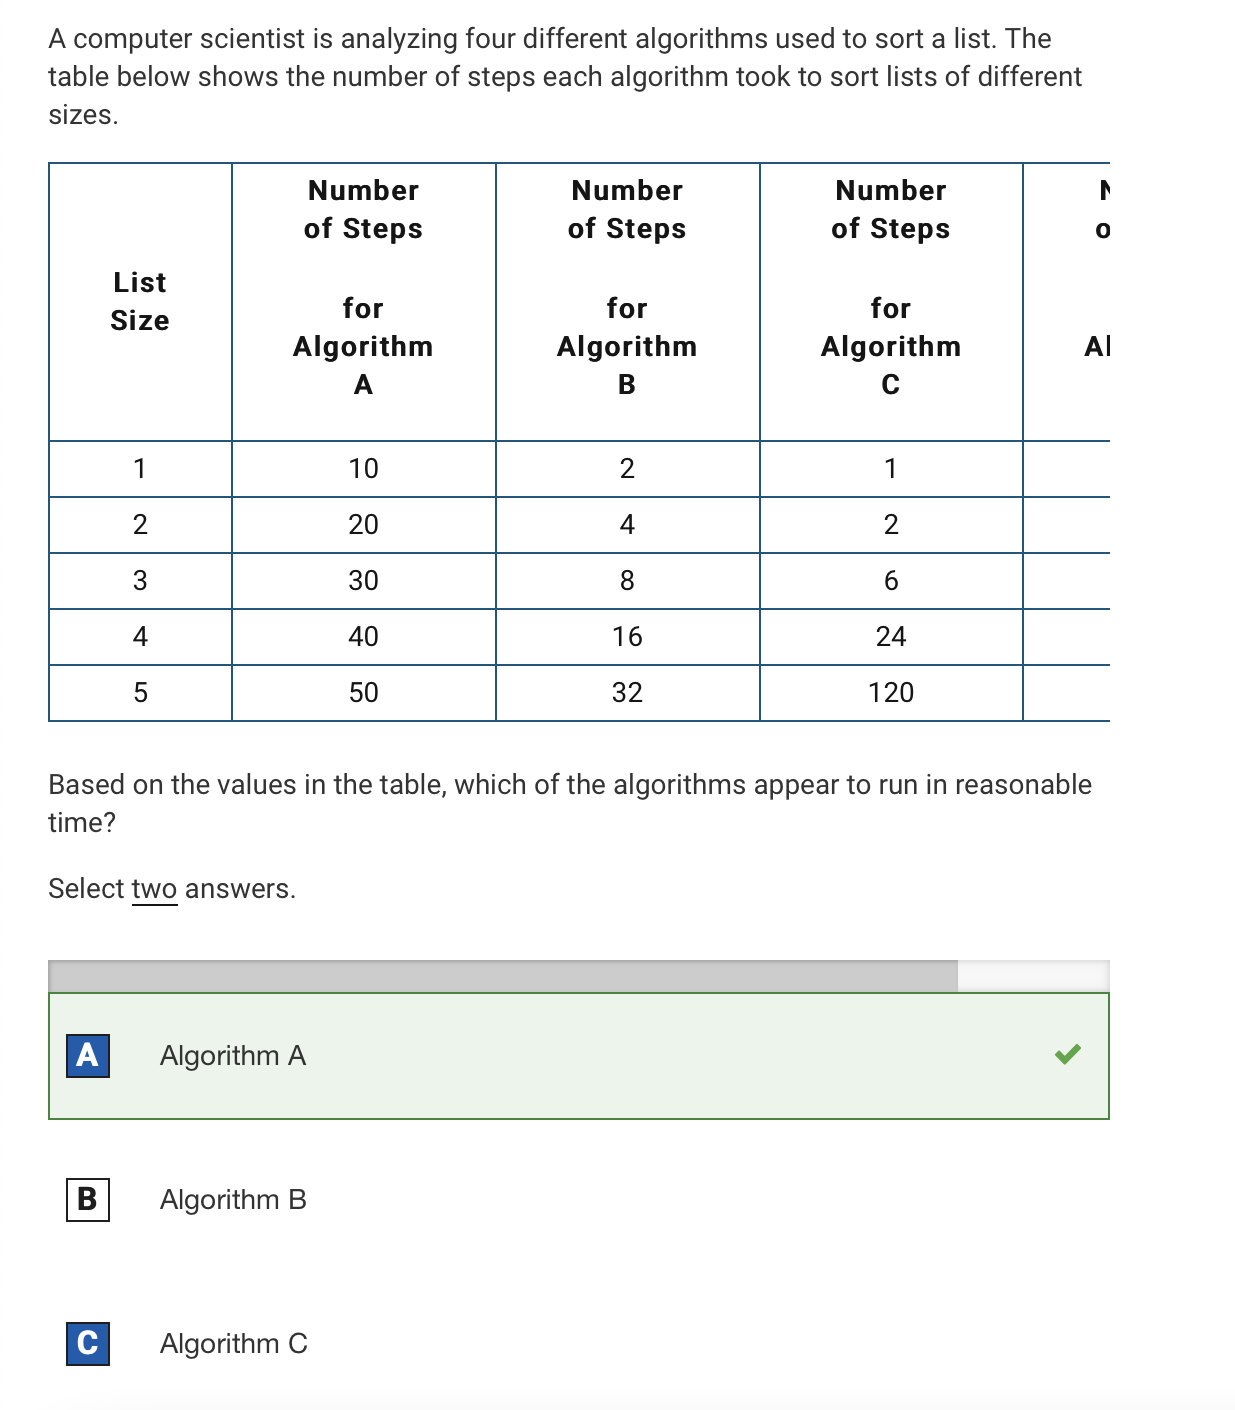 A computer scientist is analyzing four different algorithms used to sort a list. The
table below shows the number of steps each algorithm took to sort lists of different
sizes.
List
Size
Number
of Steps
for
Algorithm
A
Number
of Steps
for
Algorithm
B
Number
of Steps
for
Algorithm
C
1 10 2 1
2 20 4 2
3 30 8 6
4 40 16 24
5 50 32 120
Based on the values in the table, which of the algorithms appear to run in reasonable
time?
Select two answers.
A Algorithm A
B Algorithm B
C Algorithm C